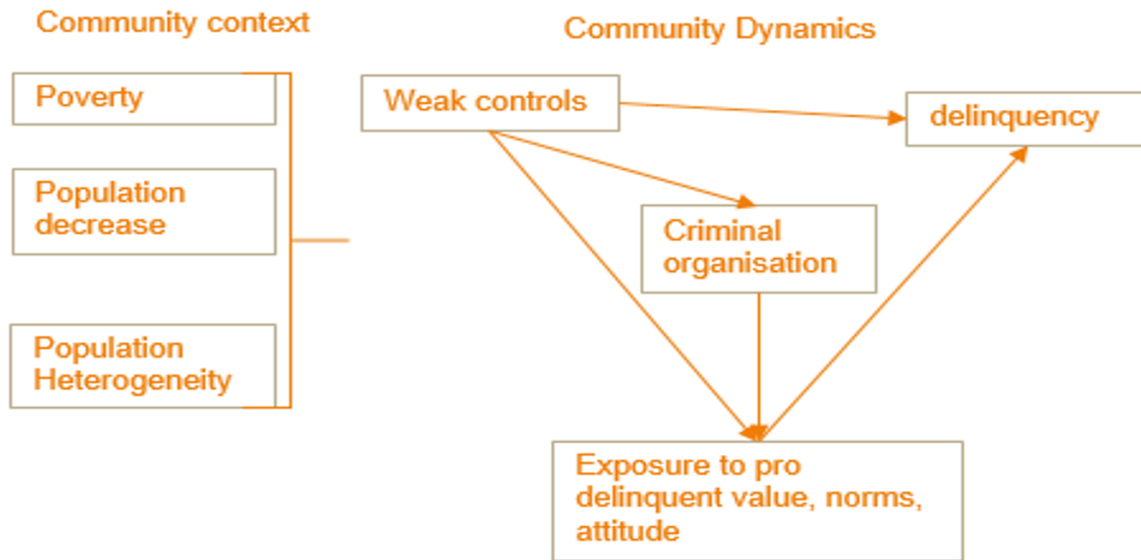 Community context
Community Dynamics
Poverty
Weak controls
delinquency
Population
decrease
Criminal
organisation
Population
Heterogeneity
Exposure to pro
delinquent value, norms,
attitude